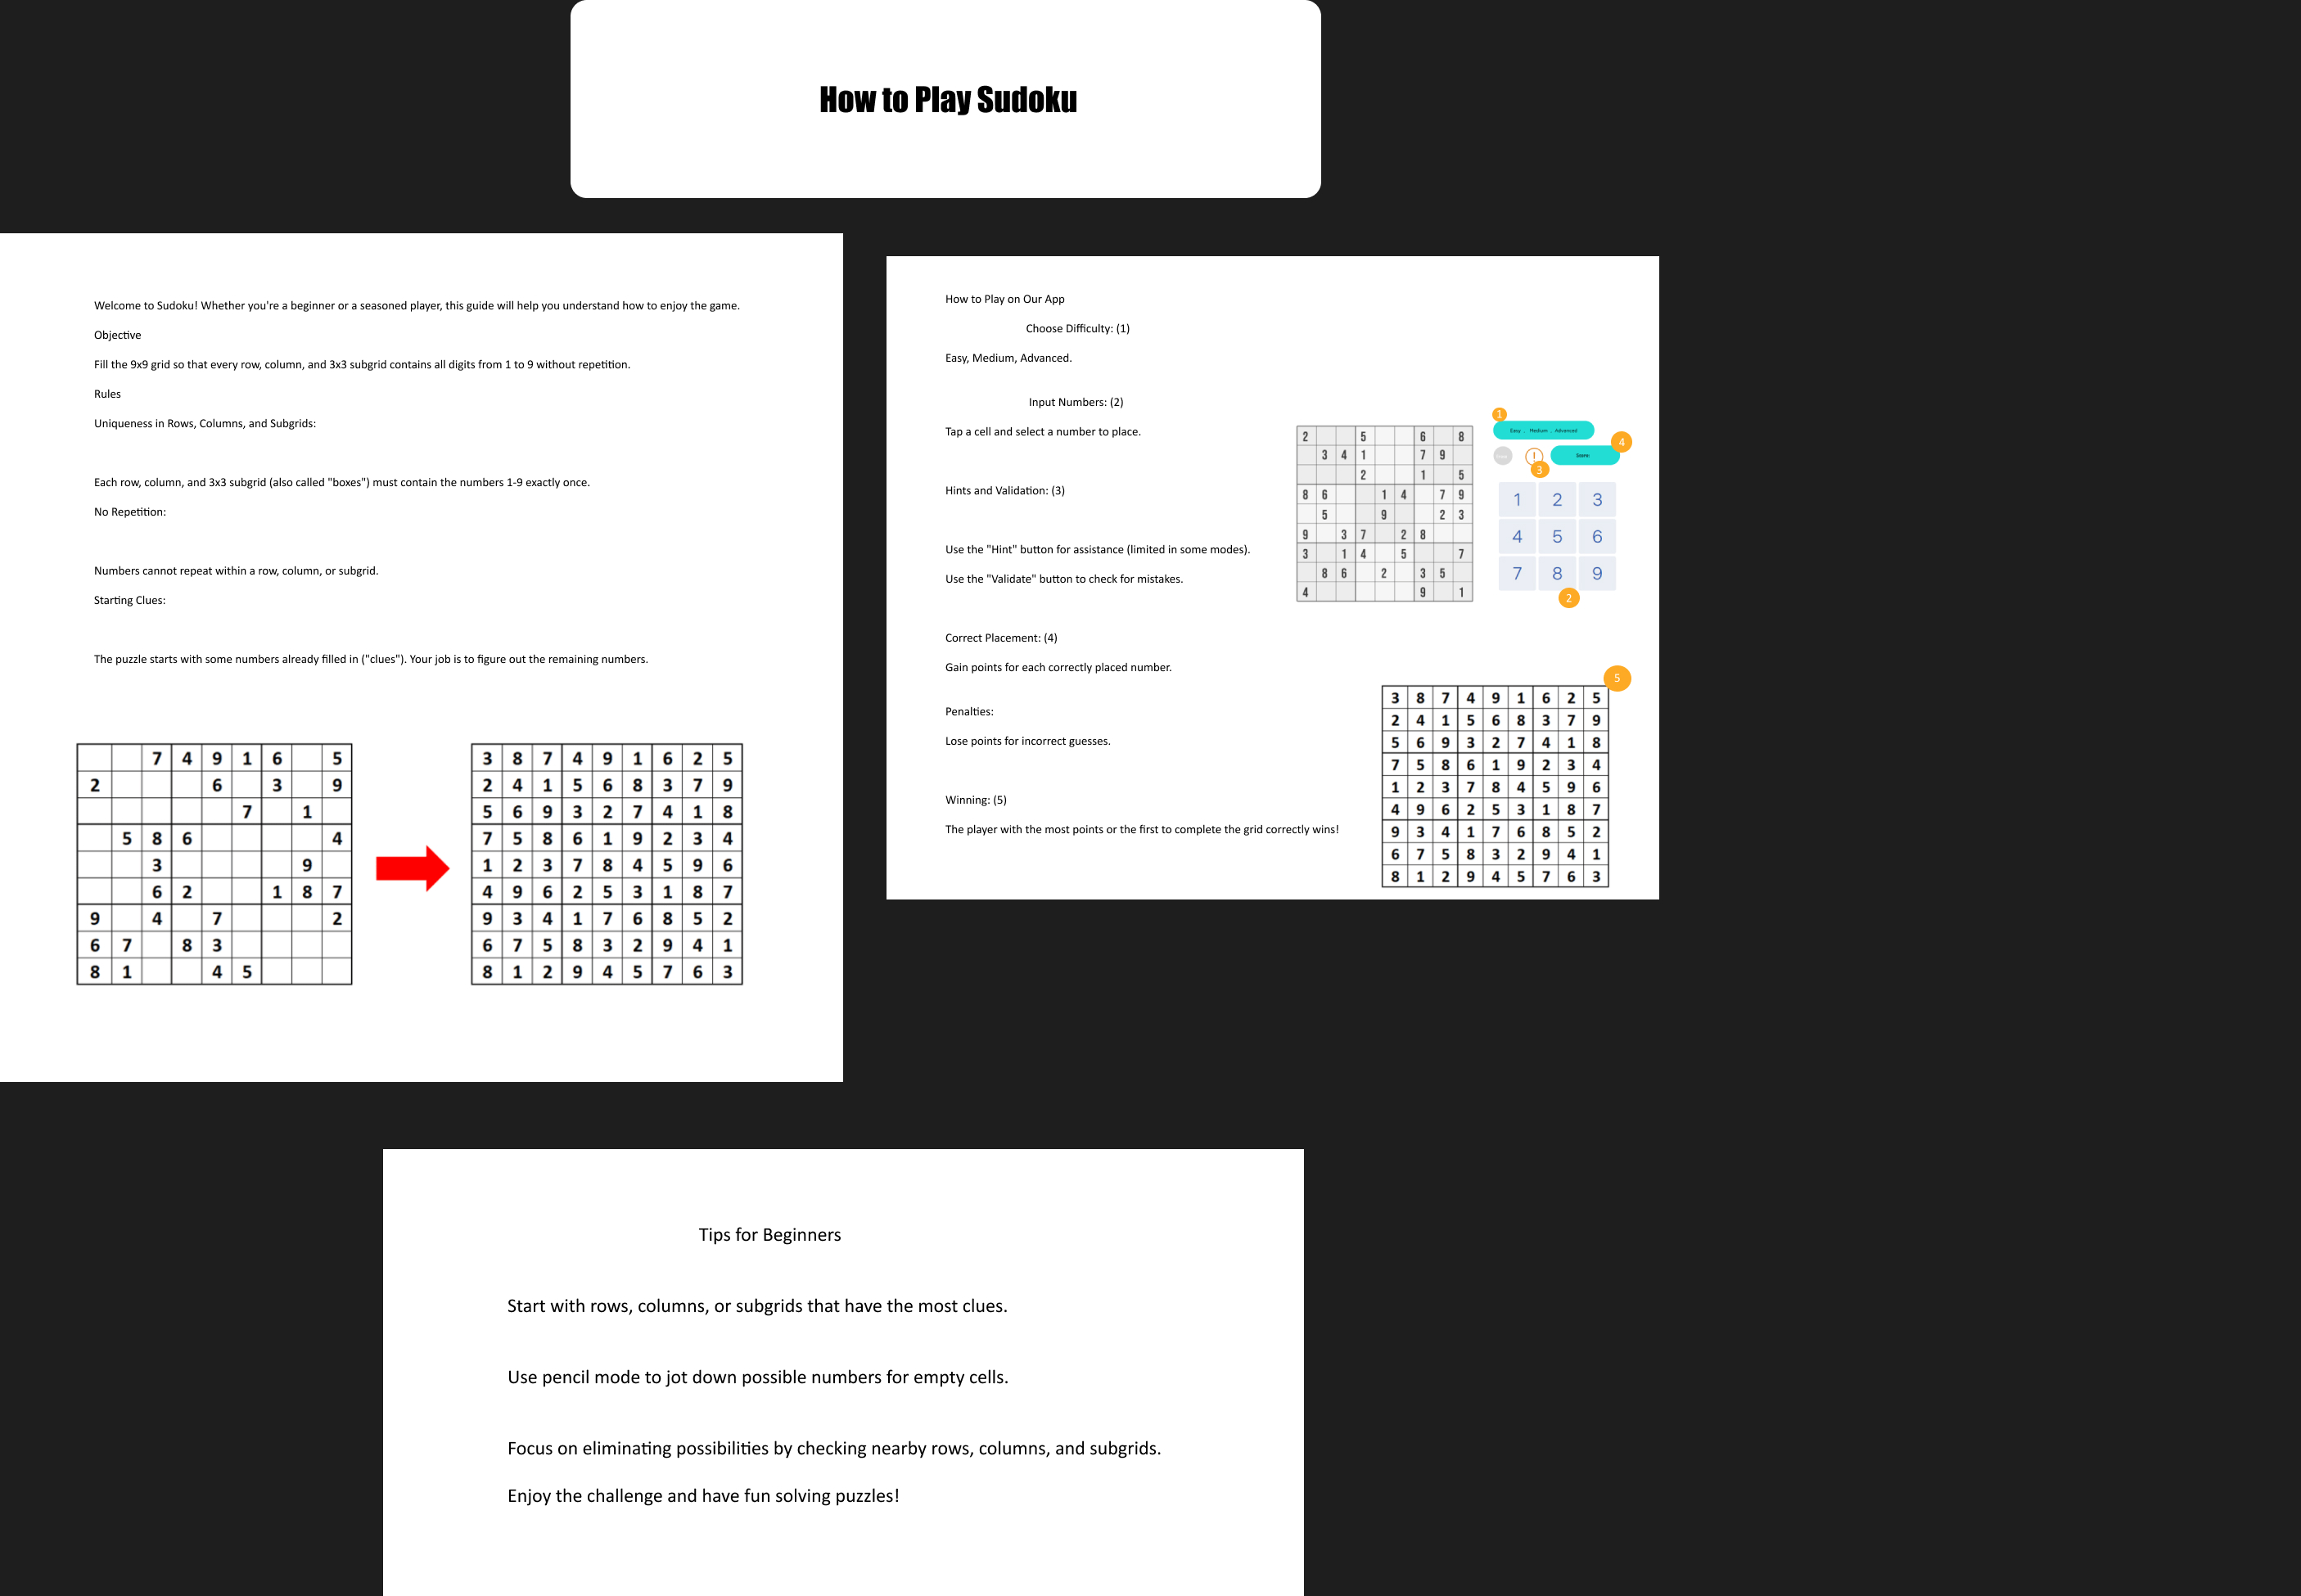 How to Play Sudoku
Welcome to Sudoku! Whether you're a beginner or a seasoned player, this guide will help you understand how to enjoy the game.
Objective
Fill the 9x9 grid so that every row, column, and 3x3 subgrid contains all digits from 1 to 9 without repetition.
Rules
Uniqueness in Rows, Columns, and Subgrids:
Each row, column, and 3x3 subgrid (also called "boxes") must contain the numbers 1-9 exactly once.
No Repetition:
Numbers cannot repeat within a row, column, or subgrid.
Starting Clues:
The puzzle starts with some numbers already filled in ("clues"). Your job is to figure out the remaining numbers.
7 4 9 1 6 5
2 6 3 9
7 1
5 8 6 4
3 9
6 2 1 8 7
9 4 7 2
6 7 8 3
8 1 4 5
3 8 7 4 9 1 6 2 5
2 4 1 5 6 8 3 7 9
5 6 9 3 2 7 4 1 8
7 5 8 6 1 9 2 3 4
1 2 3 7 8 4 5 9 6
4 9 6 2 5 3 1 8 7
9 3 4 1 7 6 8 5 2
6 7 5 8 3 2 9 4 1
8 1 2 9 4 5 7 6 3
How to Play on Our App
Choose Difficulty: (1)
Easy, Medium, Advanced.
Input Numbers: (2)
Tap a cell and select a number to place.
Hints and Validation: (3)
Use the "Hint" button for assistance (limited in some modes).
Use the "Validate" button to check for mistakes.
Correct Placement: (4)
Gain points for each correctly placed number.
Penalties:
Lose points for incorrect guesses.
Winning: (5)
The player with the most points or the first to complete the grid correctly wins!
2 5 6 8
3 4 1 7 9
2 1 5
8 6 1 4 7 9
5 9 2 3
9 3 7 2 8
3 1 4 5 7
8 6 2 3 5
4 9 1
1
Easy , Medium , Advanced
4
!
3
1 2 3
4 5 6
7 8 9
2
5
3 8 7 4 9 1 6 2 5
2 4 1 5 6 8 3 7 9
5 6 9 3 2 7 4 1 8
7 5 8 6 1 9 2 3 4
1 2 3 7 8 4 5 9 6
4 9 6 2 5 3 1 8 7
9 3 4 1 7 6 8 5 2
6 7 5 8 3 2 9 4 1
8 1 2 9 4 5 7 6 3
Tips for Beginners
Start with rows, columns, or subgrids that have the most clues.
Use pencil mode to jot down possible numbers for empty cells.
Focus on eliminating possibilities by checking nearby rows, columns, and subgrids.
Enjoy the challenge and have fun solving puzzles!